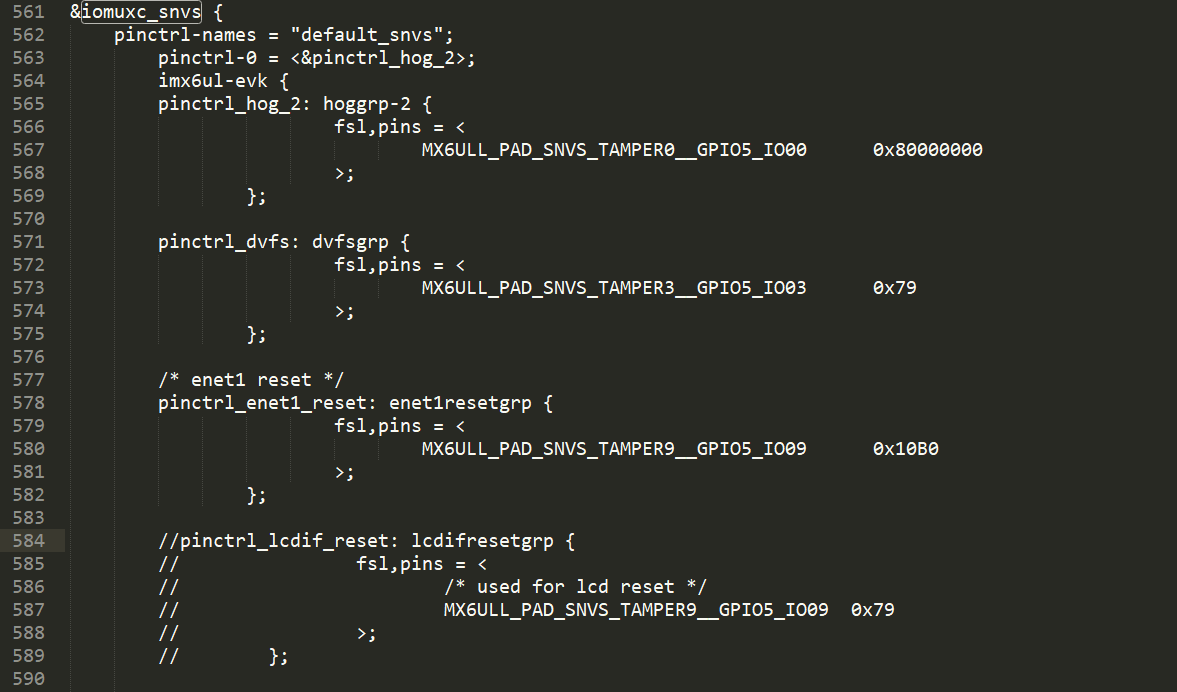 561 &iomuxc_snvs {
562     pinctrl-names = "default_snvs";
563         pinctrl-0 = <&pinctrl_hog_2>;
564         imx6ul-evk {
565         pinctrl_hog_2: hoggrp-2 {
566                         fsl,pins = <
567                                 MX6ULL_PAD_SNVS_TAMPER0__GPIO5_IO00      0x80000000
568                         >;
569                 };
570
571         pinctrl_dvfs: dvfsgrp {
572                         fsl,pins = <
573                                 MX6ULL_PAD_SNVS_TAMPER3__GPIO5_IO03      0x79
574                         >;
575                 };
576
577         /* enet1 reset */
578         pinctrl_enet1_reset: enet1resetgrp {
579                         fsl,pins = <
580                                 MX6ULL_PAD_SNVS_TAMPER9__GPIO5_IO09      0x10B0
581                         >;
582                 };
583
584         //pinctrl_lcdif_reset: lcdifresetgrp {
585         //                fsl,pins = <
586         //                        /* used for lcd reset */
587         //                        MX6ULL_PAD_SNVS_TAMPER9__GPIO5_IO09  0x79
588         //                >;
589         //        };
590